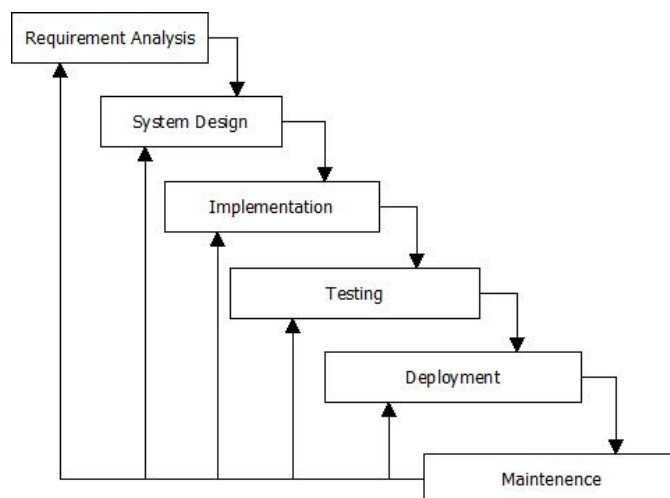 Requirement Analysis
System Design
Implementation
Testing
Deployment
Maintenence